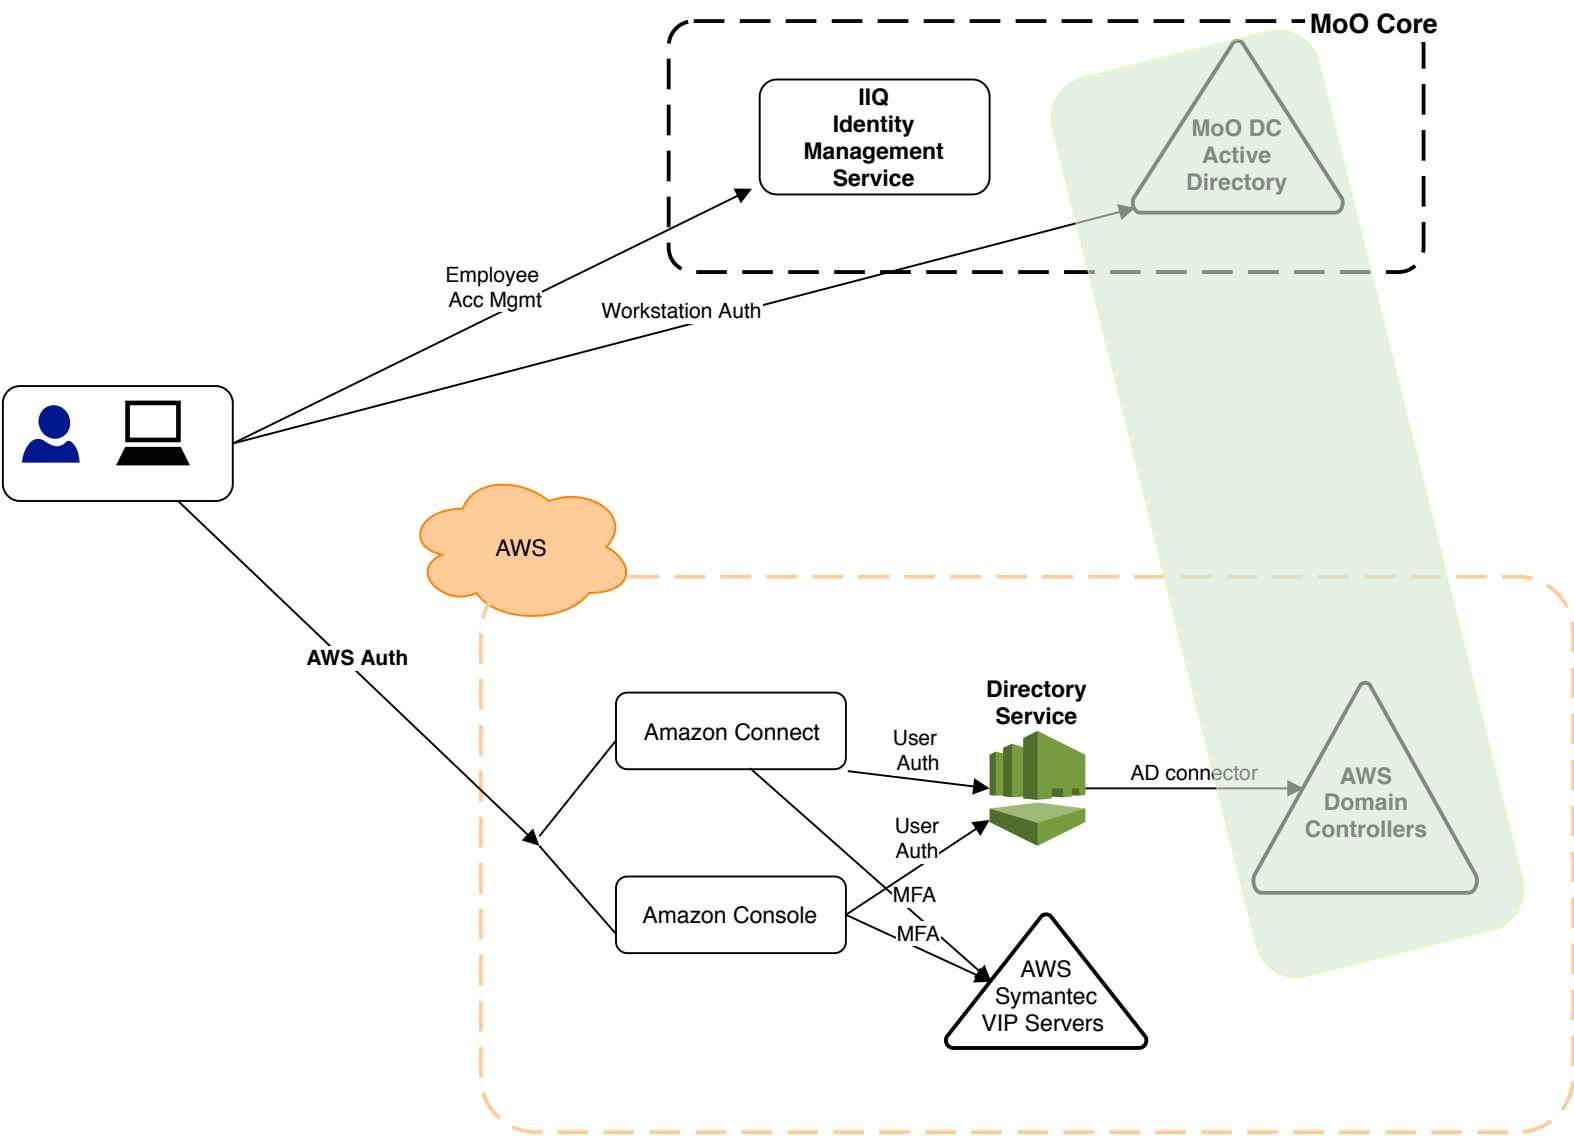 MoO Core
IIQ
Identity
Management
Service
MoO DC
Active
Directory
Employee
Acc Mgmt
Workstation Auth
AWS
AWS Auth
Directory
Service
Amazon Connect
User
Auth
AD connector
AWS
Domain
Controllers
User
Auth
MFA
Amazon Console
MFA
AWS
Symantec
VIP Servers